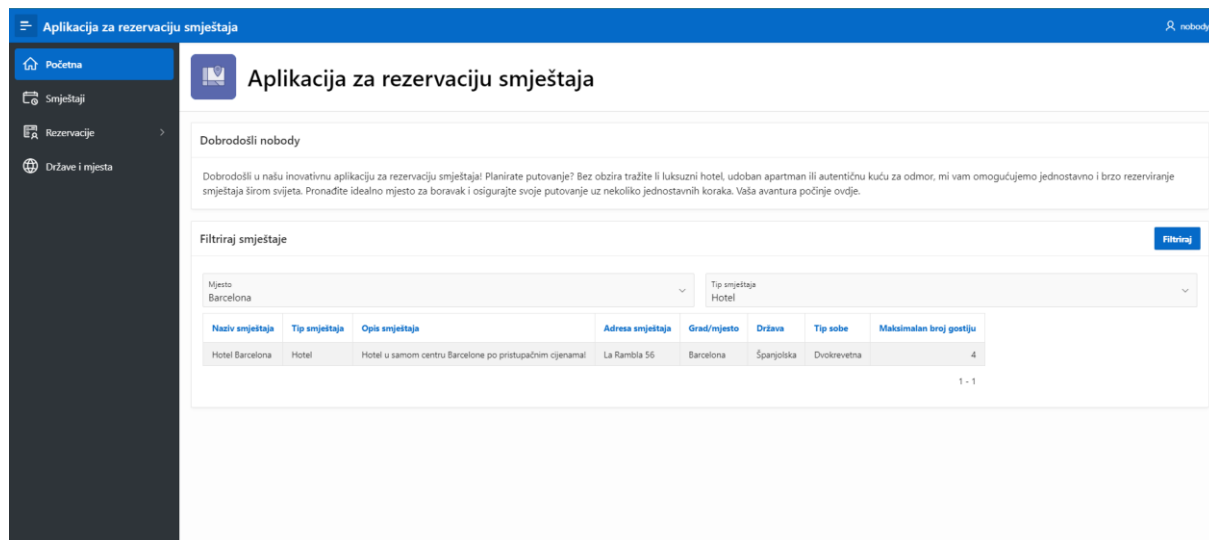 Aplikacija za rezervaciju smještaja
nobody
Početna
Smještaji
Rezervacije
Države i mjesta
Aplikacija za rezervaciju smještaja
Dobrodošli nobody
Dobrodošli u našu inovativnu aplikaciju za rezervaciju smještaja! Planirate putovanje? Bez obzira tražite li luksuzni hotel, udoban apartman ili autentičnu kuću za odmor, mi vam omogućujemo jednostavno i brzo rezerviranje
smještaja širom svijeta. Pronađite idealno mjesto za boravak i osigurajte svoje putovanje uz nekoliko jednostavnih koraka. Vaša avantura počinje ovdje.
Filtriraj smještaje
Filtriraj
Mjesto
Barcelona
Tip smještaja
Hotel
Naziv smještaja Tip smještaja Opis smještaja Adresa smještaja Grad/mjesto Država Tip sobe Maksimalan broj gostiju
Hotel Barcelona Hotel Hotel u samom centru Barcelone po pristupačnim cijenama! La Rambla 56 Barcelona Španjolska Dvokrevetna 4
1 - 1